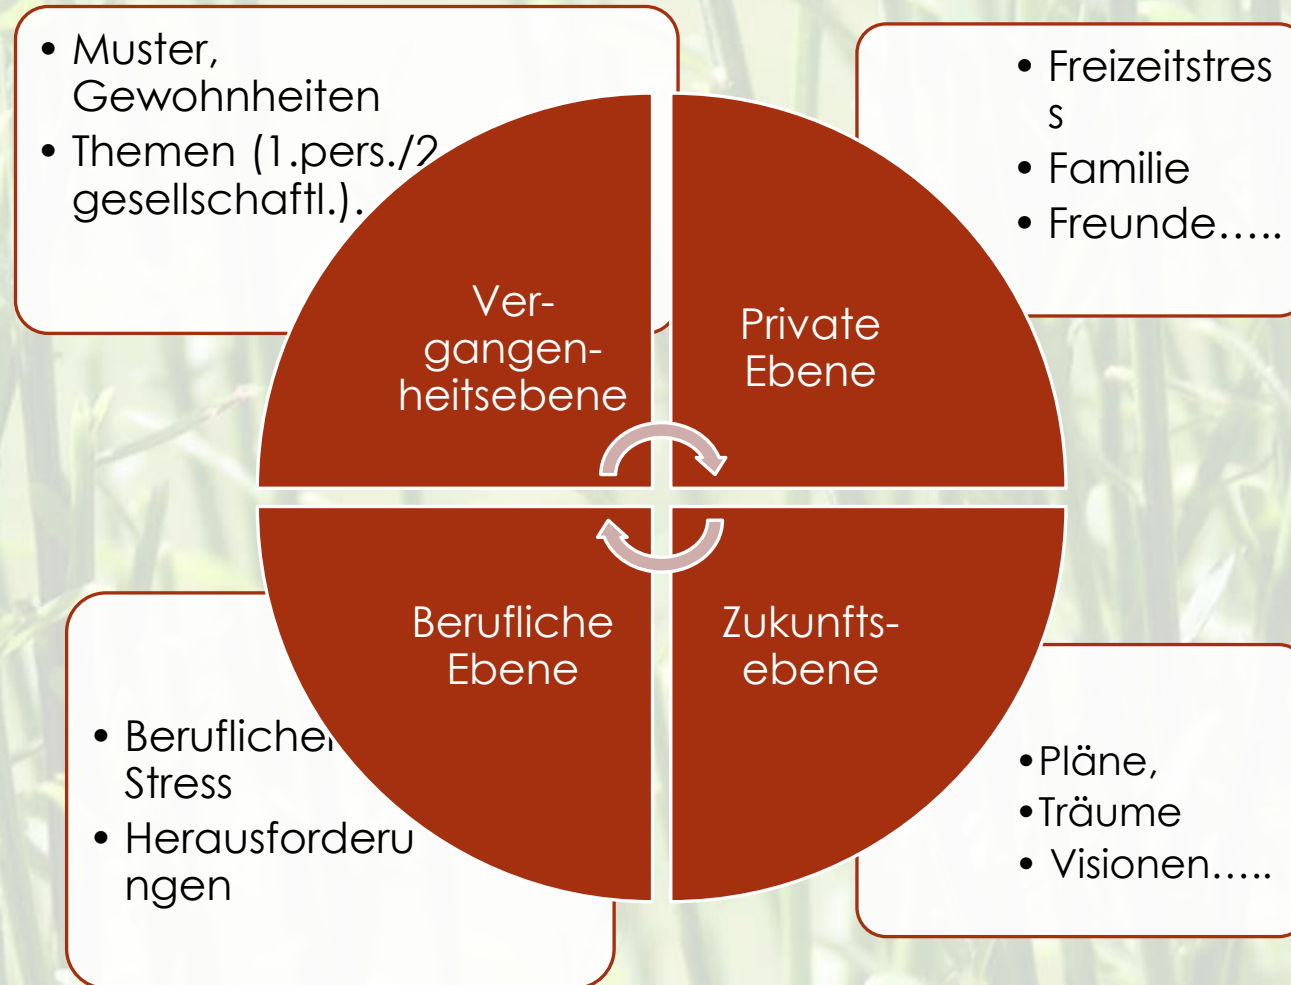 • Muster,
Gewohnheiten
• Themen (1.pers./2
gesellschaftl.).
• Freizeitstres
s
• Familie
• Freunde…..
Ver-
gangen-
heitsebene
Private
Ebene
Berufliche
Ebene
Zukunfts-
ebene
• Beruflicher
Stress
• Herausforderu
ngen
•Pläne,
•Träume
• Visionen…..